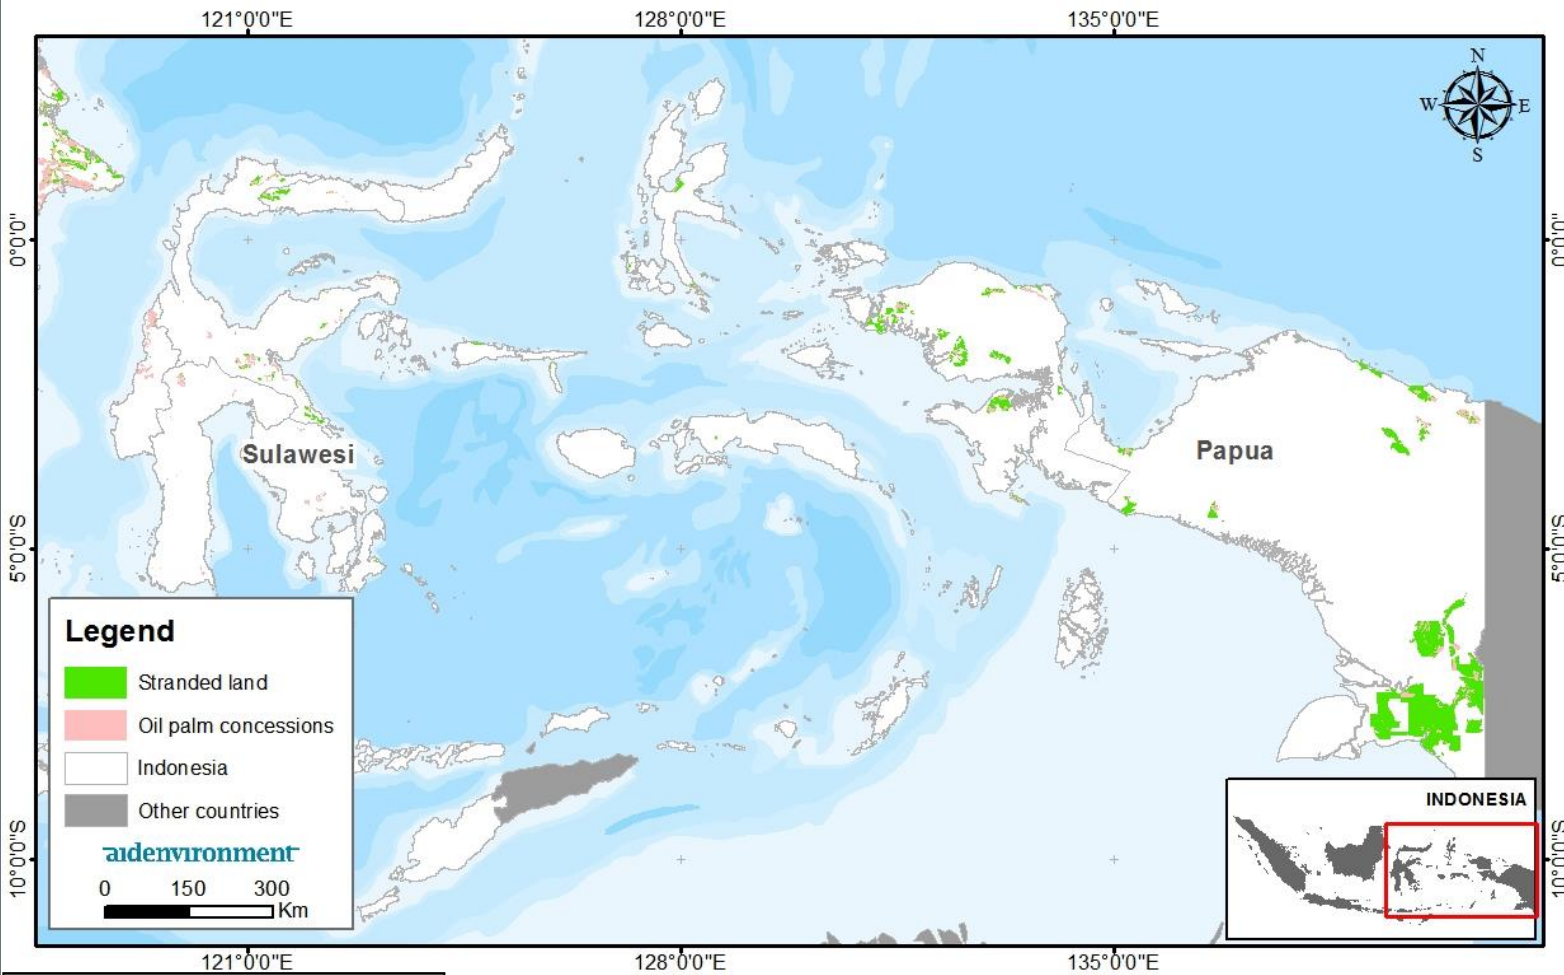 121°0'0"E 128°0'0"E 135°0'0"E
N
W E
S
0°0'0" 0°0'0"
Sulawesi
Papua
5°0'0"S 5°0'0"S
Legend
Stranded land
Oil palm concessions
Indonesia
Other countries
aidenvironment
0 150 300
Km
INDONESIA
10°0'0"S 10°0'0"S
121°0'0"E 128°0'0"E 135°0'0"E